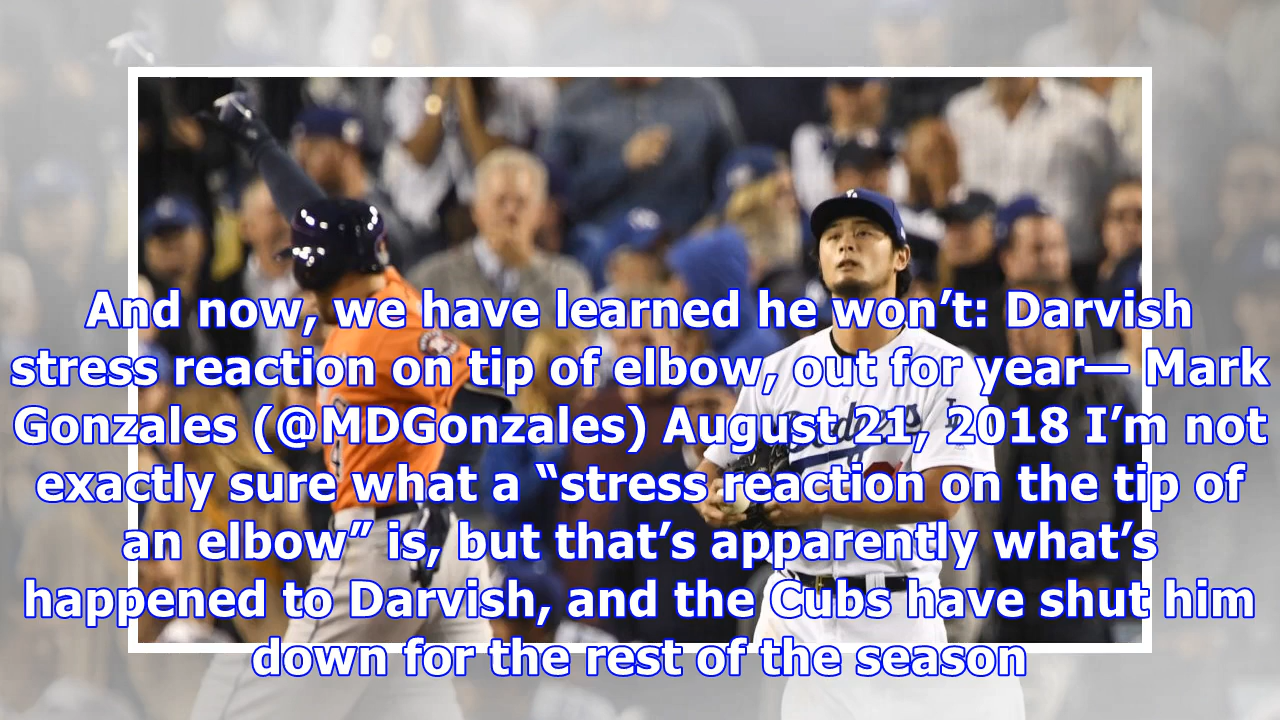 And now, we have learned he won’t: Darvish
stress reaction on tip of elbow, out for year— Mark
Gonzales (@MDGonzales) August 21, 2018 I’m not
exactly sure what a “stress reaction on the tip of
an elbow” is, but that’s apparently what’s
happened to Darvish, and the Cubs have shut him
down for the rest of the season
Dodgers